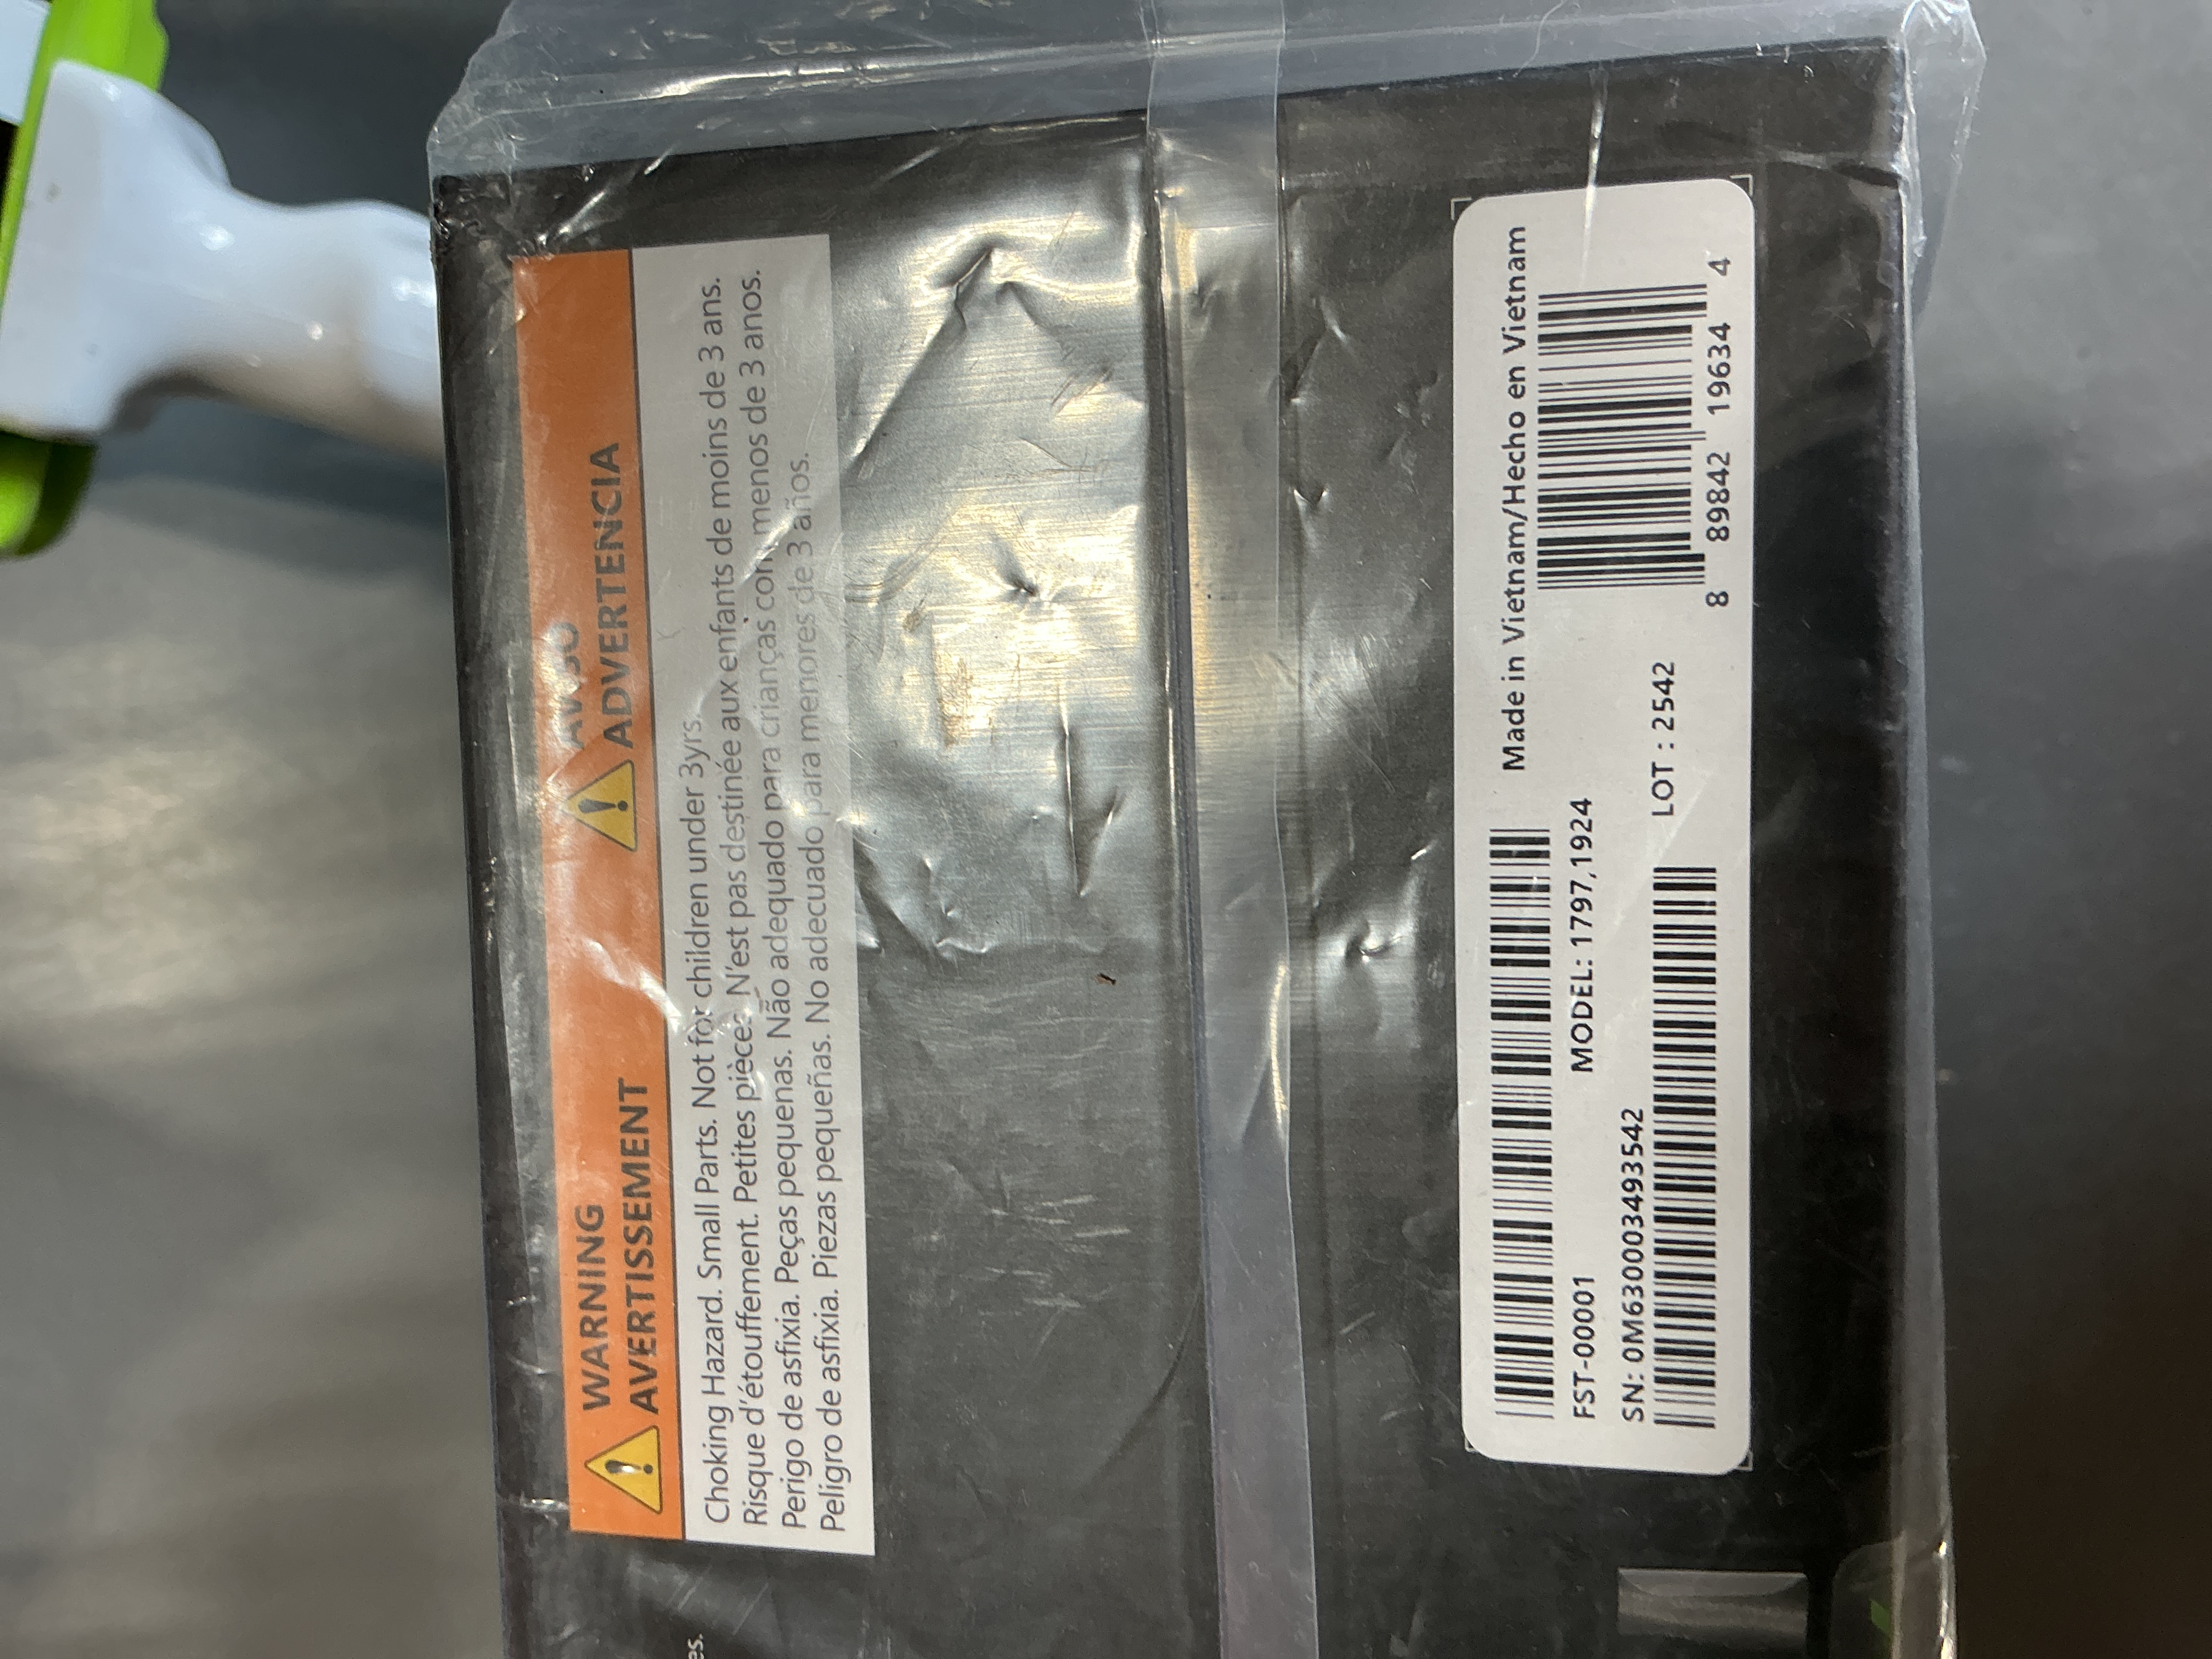 WARNING
AVERTISSEMENT
AVISO
ADVERTENCIA
Choking Hazard. Small Parts. Not for children under 3yrs.
Risque d'étouffement. Petites pièces. N'est pas destinée aux enfants de moins de 3 ans.
Perigo de asfixia. Peças pequenas. Não adequado para crianças com menos de 3 anos.
Peligro de asfixia. Piezas pequeñas. No adecuado para menores de 3 años.
Made in Vietnam/Hecho en Vietnam
FST-00001 MODEL: 1797,1924
SN: 0M630003493542 LOT : 2542
8 89842 19634 4